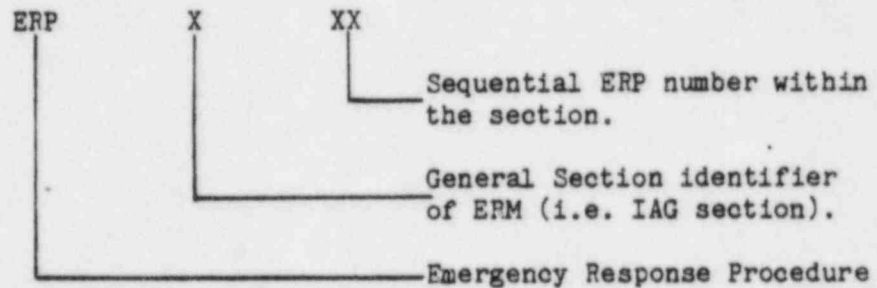 ERP X XX
Sequential ERP number within
the section.
General Section identifier
of ERM (i.e. IAG section).
Emergency Response Procedure